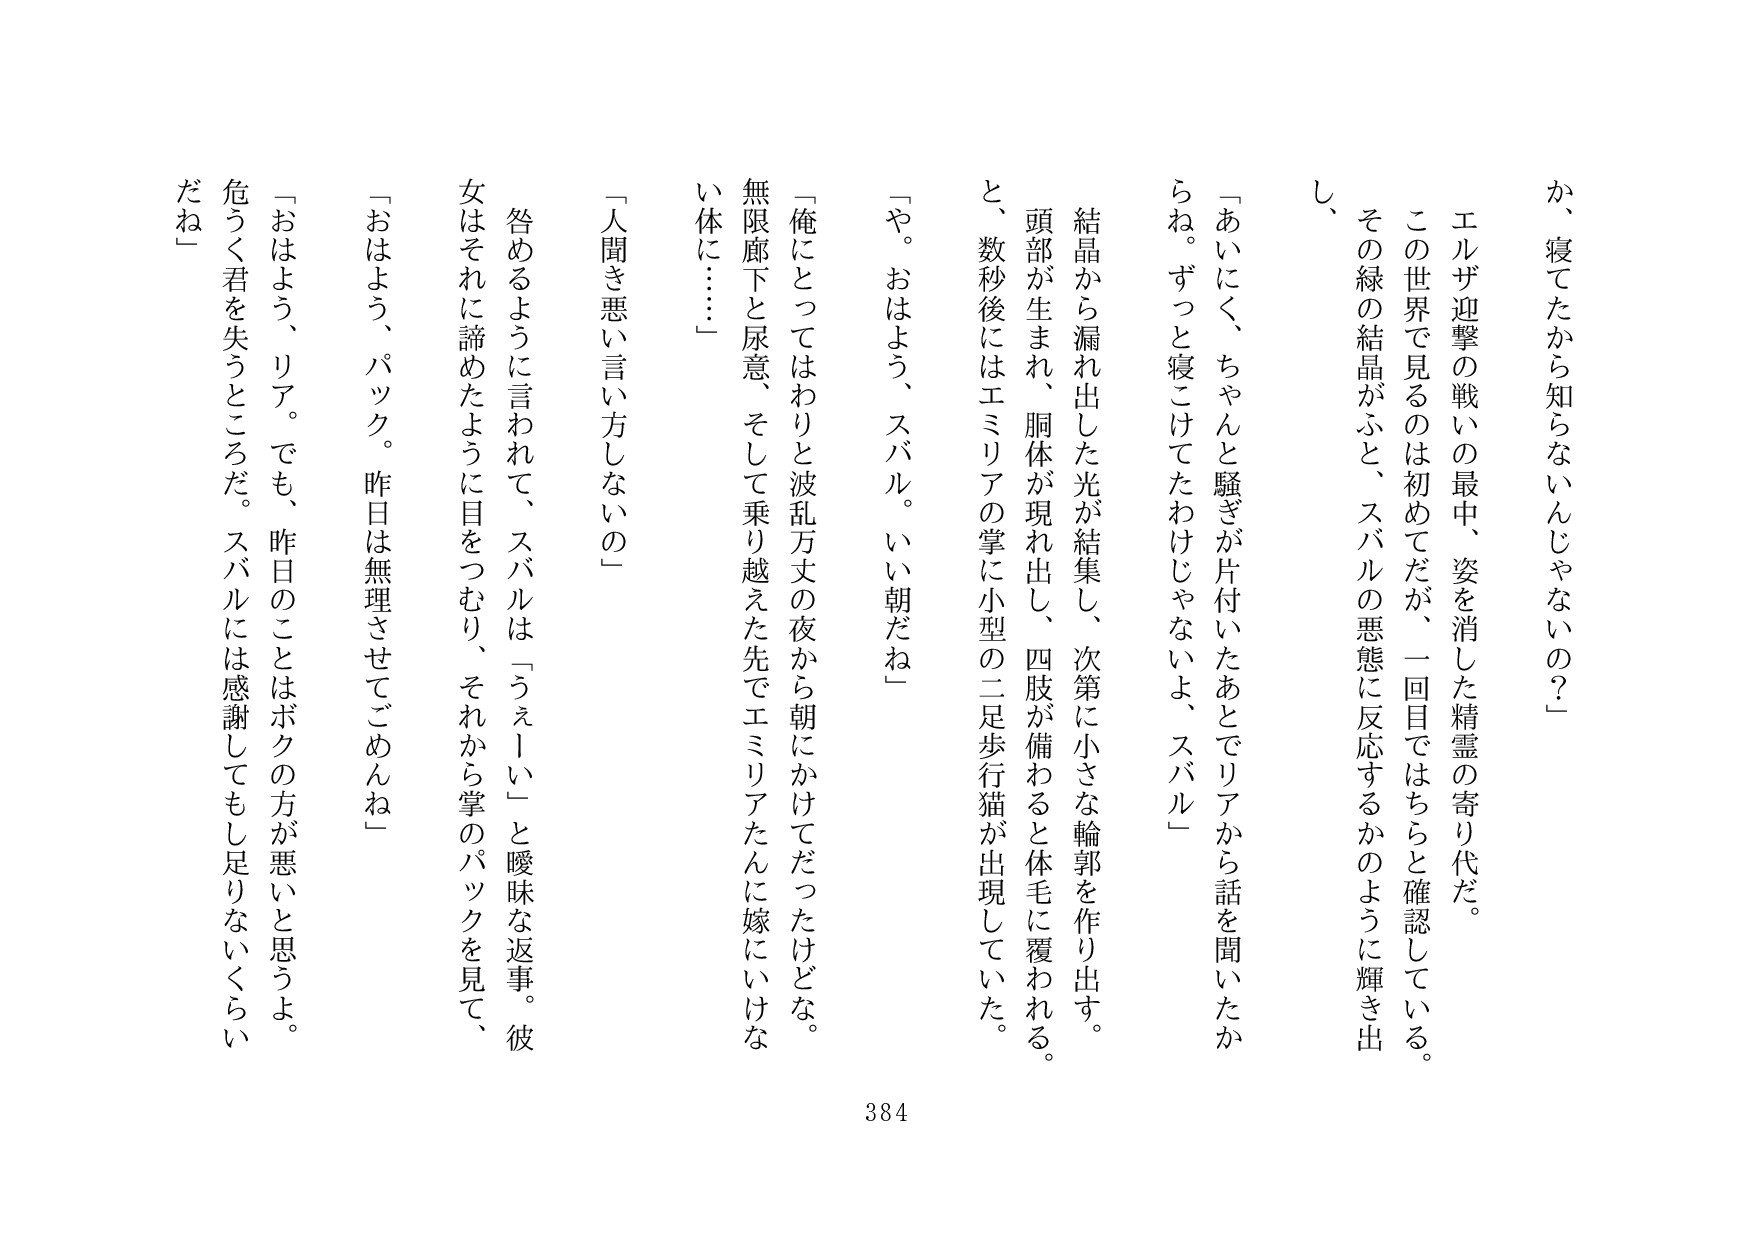 か、寝てたから知らないんじゃないの？」
エルザ迎撃の戦いの最中、姿を消した精霊の寄り代だ。
この世界で見るのは初めてだが、一回目ではちらと確認している。
その緑の結晶がふと、スバルの悪態に反応するかのように輝き出
し、
「あいにく、ちゃんと騒ぎが片付いたあとでリアから話を聞いたか
らね。ずっと寝こけてたわけじゃないよ、スバル」
結晶から漏れ出した光が結集し、次第に小さな輪郭を作り出す。
頭部が生まれ、胴体が現れ出し、四肢が備わると体毛に覆われる。
と、数秒後にはエミリアの掌に小型の二足歩行猫が出現していた。
「や。おはよう、スバル。いい朝だね」
「俺にとってはわりと波乱万丈の夜から朝にかけてだったけどな。
無限廊下と尿意、そして乗り越えた先でエミリアたんに嫁にいけな
い体に……」
「人聞き悪い言い方しないの」
咎めるように言われて、スバルは「うぇーい」と曖昧な返事。彼
女はそれに諦めたように目をつむり、それから掌のパックを見て、
「おはよう、パック。昨日は無理させてごめんね」
「おはよう、リア。でも、昨日のことはボクの方が悪いと思うよ。
危うく君を失うところだ。スバルには感謝してもし足りないくらい
だね」
384